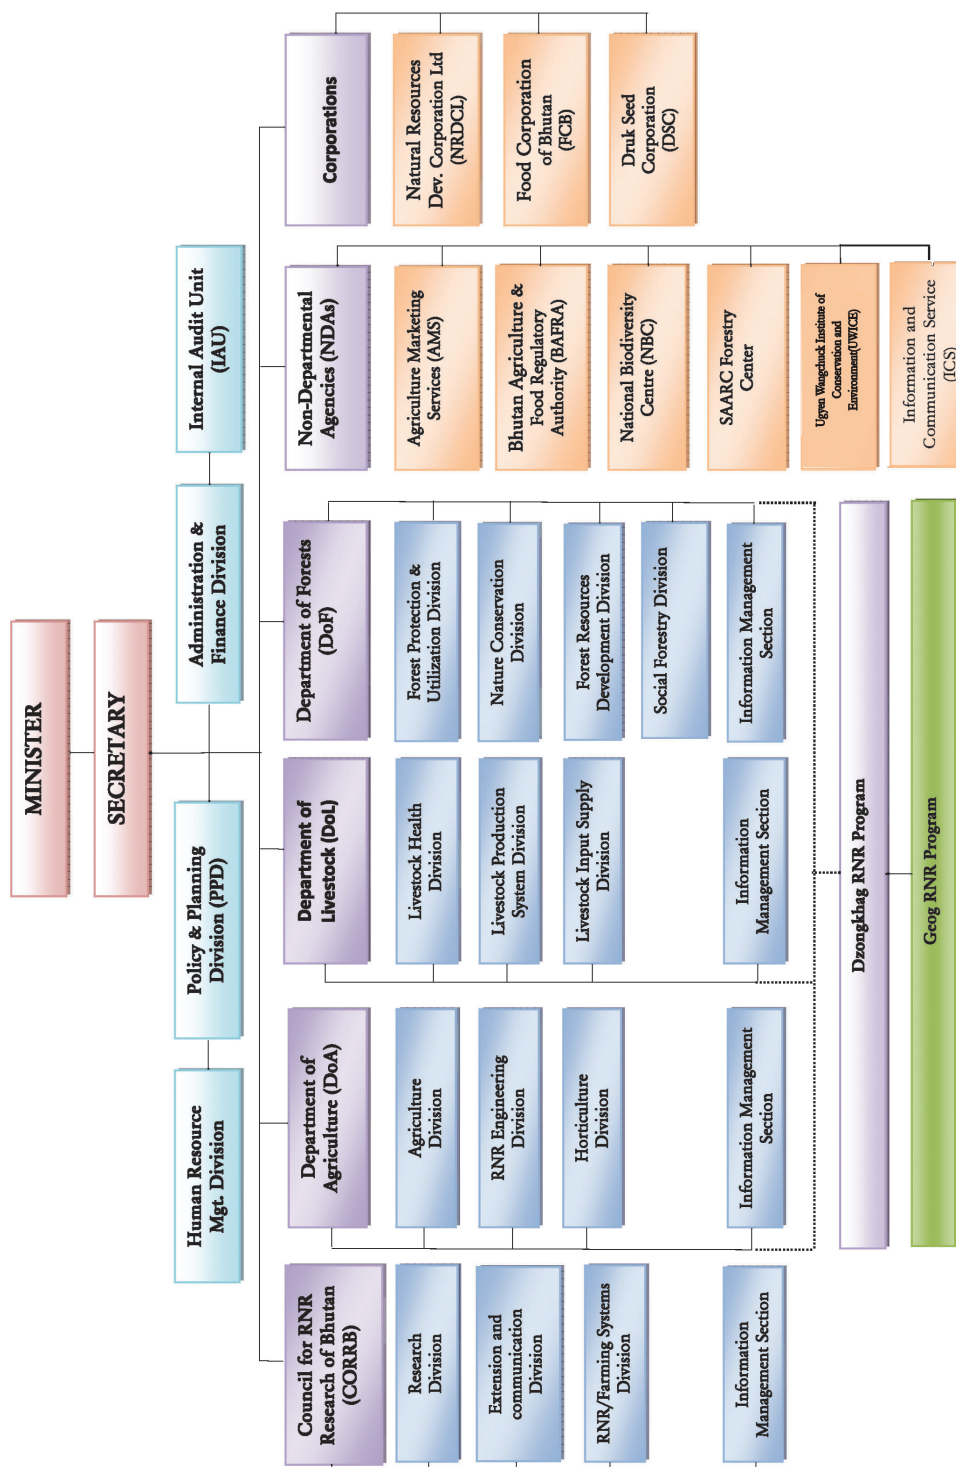 MINISTER
SECRETARY
Human Resource
Mgt. Division
Policy & Planning
Division (PPD)
Administration &
Finance Division
Internal Audit Unit
(IAU)
Council for RNR
Research of Bhutan
(CORRB)
Research
Division
Extension and
communication
Division
RNR/Farming Systems
Division
Information
Management Section
Department of
Agriculture (DoA)
Agriculture
Division
RNR Engineering
Division
Horticulture
Division
Information Management
Section
Department of
Livestock (DoL)
Livestock Health
Division
Livestock Production
System Division
Livestock Input Supply
Division
Information
Management Section
Department of Forests
(DoF)
Forest Protection &
Utilization Division
Nature Conservation
Division
Forest Resources
Development Division
Social Forestry Division
Information Management
Section
Non-Departmental
Agencies (NDAs)
Agriculture Marketing
Services (AMS)
Bhutan Agriculture &
Food Regulatory
Authority (BAFRA)
National Biodiversity
Centre (NBC)
SAARC Forestry
Center
Ugyen Wangchuck Institute of
Conservation and
Environment(UWICE)
Information and
Communication Service
(ICS)
Corporations
Natural Resources
Dev. Corporation Ltd
(NRDCL)
Food Corporation
of Bhutan
(FCB)
Druk Seed
Corporation
(DSC)
Dzongkhag RNR Program
Geog RNR Program